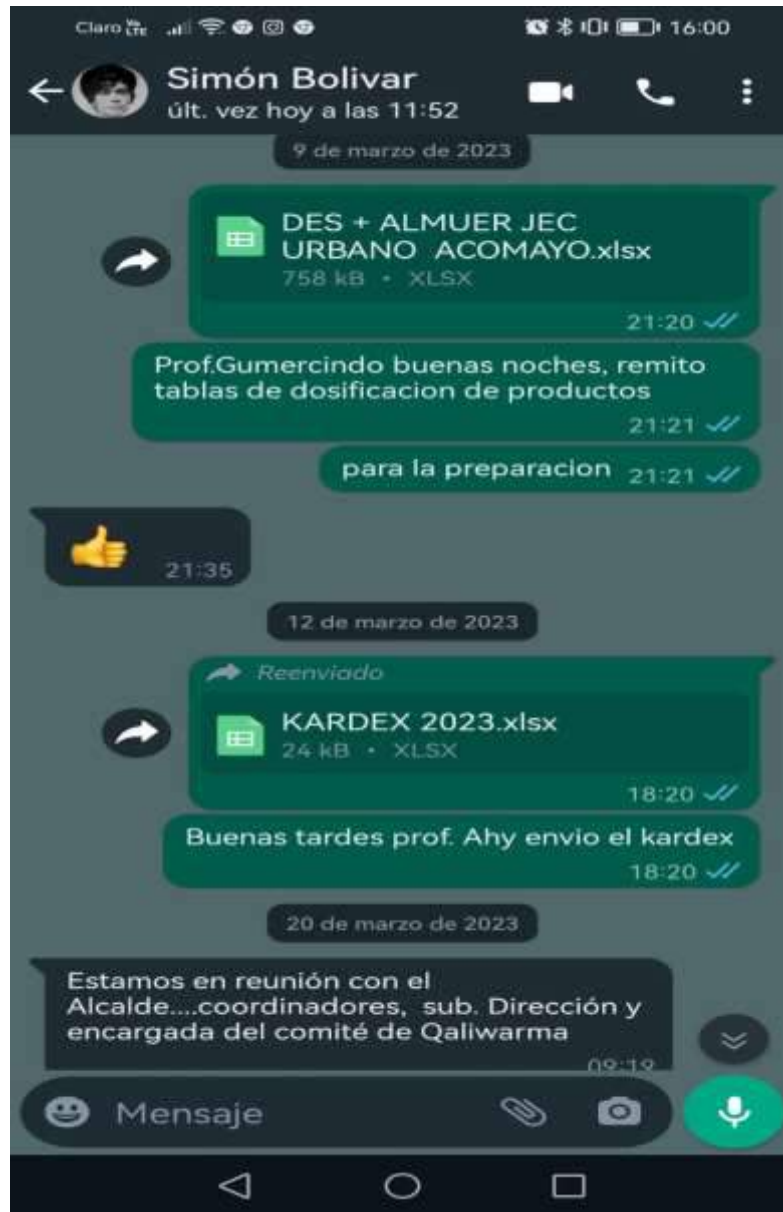 Claro Vo LTE 16:00
Simón Bolivar
últ. vez hoy a las 11:52
9 de marzo de 2023
DES + ALMUER JEC
URBANO ACOMAYO.xlsx
758 kB • XLSX
21:20
Prof.Gumercindo buenas noches, remito
tablas de dosificacion de productos
21:21
para la preparacion 21:21
21:35
12 de marzo de 2023
Reenviado
KARDEX 2023.xlsx
24 kB • XLSX
18:20
Buenas tardes prof. Ahy envio el kardex
18:20
20 de marzo de 2023
Estamos en reunión con el
Alcalde....coordinadores, sub. Dirección y
encargada del comité de Qaliwarma
09:19
Mensaje